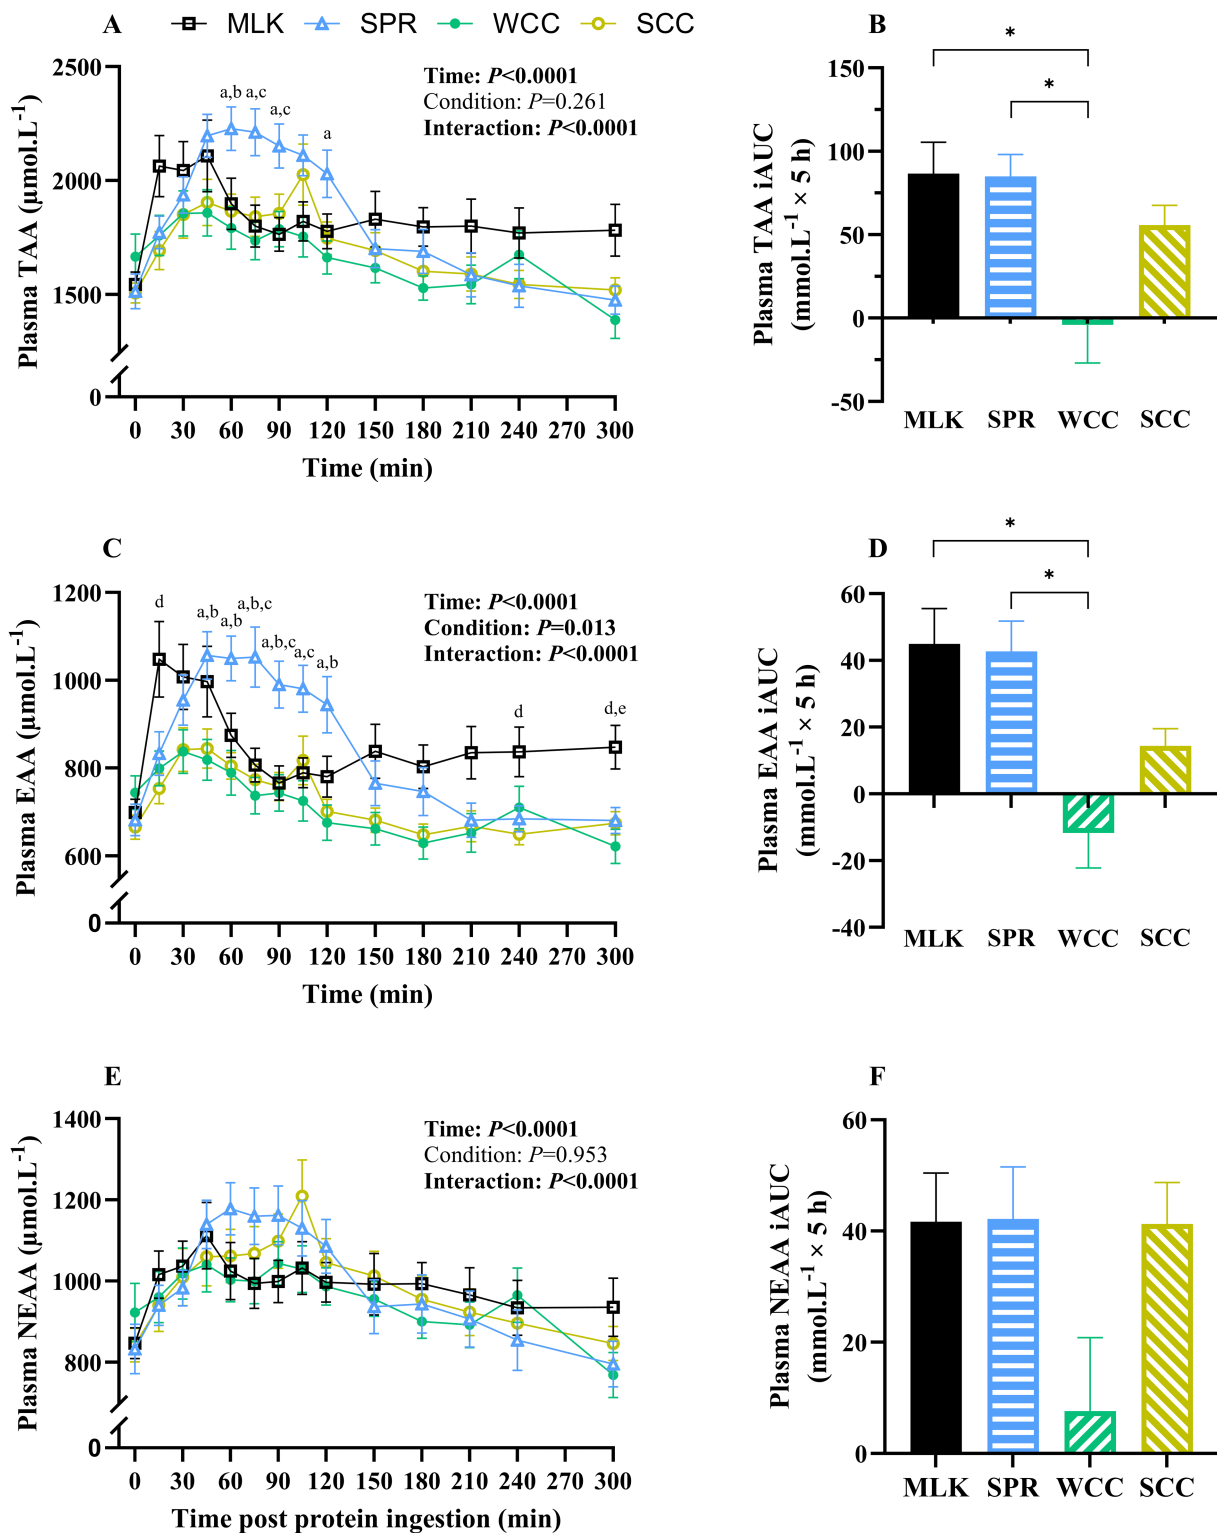 A MLK SPR WCC SCC
2500
2000
1500
0
Plasma TAA (µmol.L⁻¹)
Time: P<0.0001
Condition: P=0.261
Interaction: P<0.0001
a,b a,c
a,c
a
0 30 60 90 120 150 180 210 240 270 300
Time (min)
B
*
*
150
100
50
0
-50
Plasma TAA iAUC
(mmol.L⁻¹ × 5 h)
MLK SPR WCC SCC
C
1200
1000
800
600
0
Plasma EAA (µmol.L⁻¹)
Time: P<0.0001
Condition: P=0.013
Interaction: P<0.0001
d
a,b
a,b
a,b,c
a,b,c
a,c
a,b
d
d,e
0 30 60 90 120 150 180 210 240 270 300
Time (min)
D
*
*
60
40
20
0
-20
-40
Plasma EAA iAUC
(mmol.L⁻¹ × 5 h)
MLK SPR WCC SCC
E
1400
1200
1000
800
0
Plasma NEAA (µmol.L⁻¹)
Time: P<0.0001
Condition: P=0.953
Interaction: P<0.0001
0 30 60 90 120 150 180 210 240 270 300
Time post protein ingestion (min)
F
60
40
20
0
Plasma NEAA iAUC
(mmol.L⁻¹ × 5 h)
MLK SPR WCC SCC